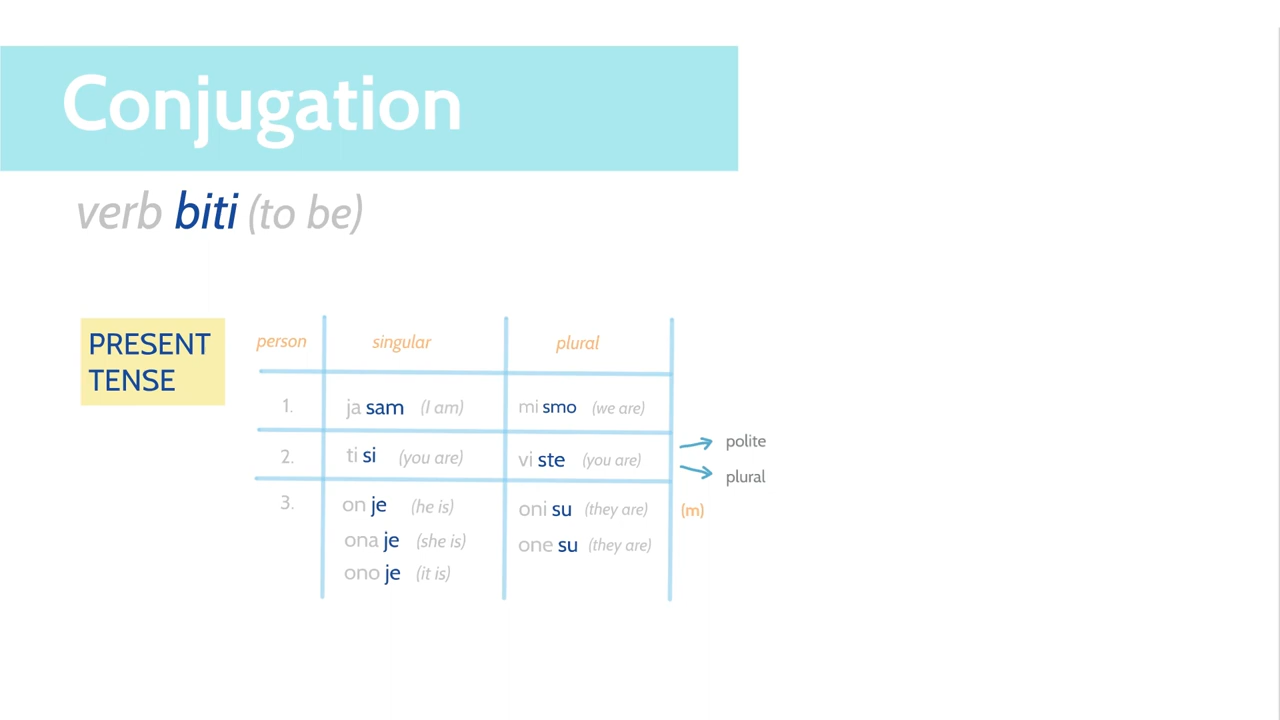 Conjugation
verb biti (to be)
PRESENT
TENSE
person singular plural
1. ja sam (I am) mi smo (we are)
2. ti si (you are) vi ste (you are)
polite
plural
3. on je (he is) oni su (they are) (m)
ona je (she is) one su (they are)
ono je (it is)